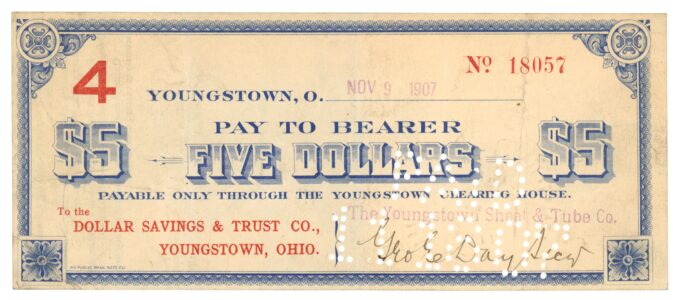 4
Nº 18057
YOUNGSTOWN, O. NOV 9 1907
PAY TO BEARER
$5 FIVE DOLLARS $5
PAYABLE ONLY THROUGH THE YOUNGSTOWN CLEARING HOUSE.
To the
DOLLAR SAVINGS & TRUST CO.,
YOUNGSTOWN, OHIO.
The Youngstown Sheet & Tube Co.
Geo E Day Secy